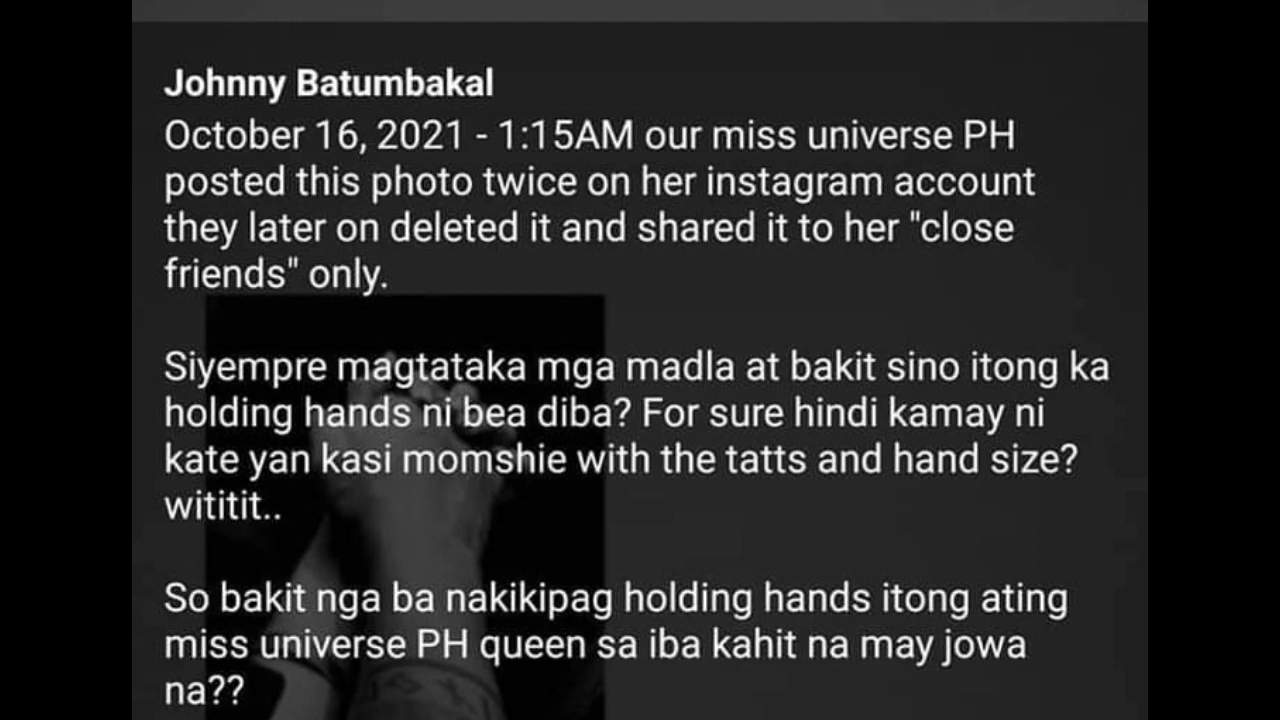 Johnny Batumbakal
October 16, 2021 - 1:15AM our miss universe PH
posted this photo twice on her instagram account
they later on deleted it and shared it to her "close
friends" only.
Siyempre magtataka mga madla at bakit sino itong ka
holding hands ni bea diba? For sure hindi kamay ni
kate yan kasi momshie with the tatts and hand size?
wititit..
So bakit nga ba nakikipag holding hands itong ating
miss universe PH queen sa iba kahit na may jowa
na??